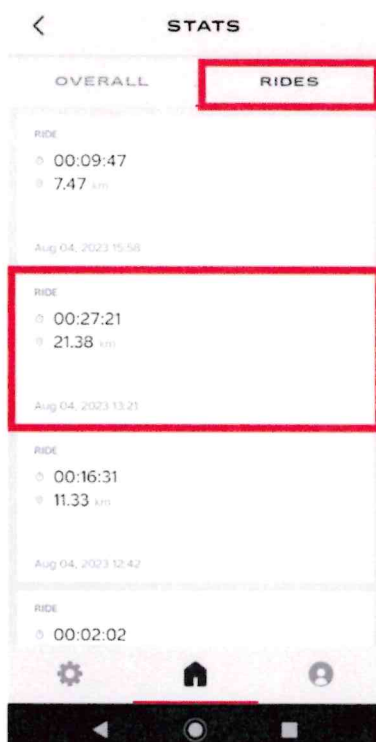 STATS
OVERALL
RIDES
RIDE
00:09:47
7.47 km
Aug 04, 2023 15:58
RIDE
00:27:21
21.38 km
Aug 04, 2023 13:21
RIDE
00:16:31
11.33 km
Aug 04, 2023 12:42
RIDE
00:02:02